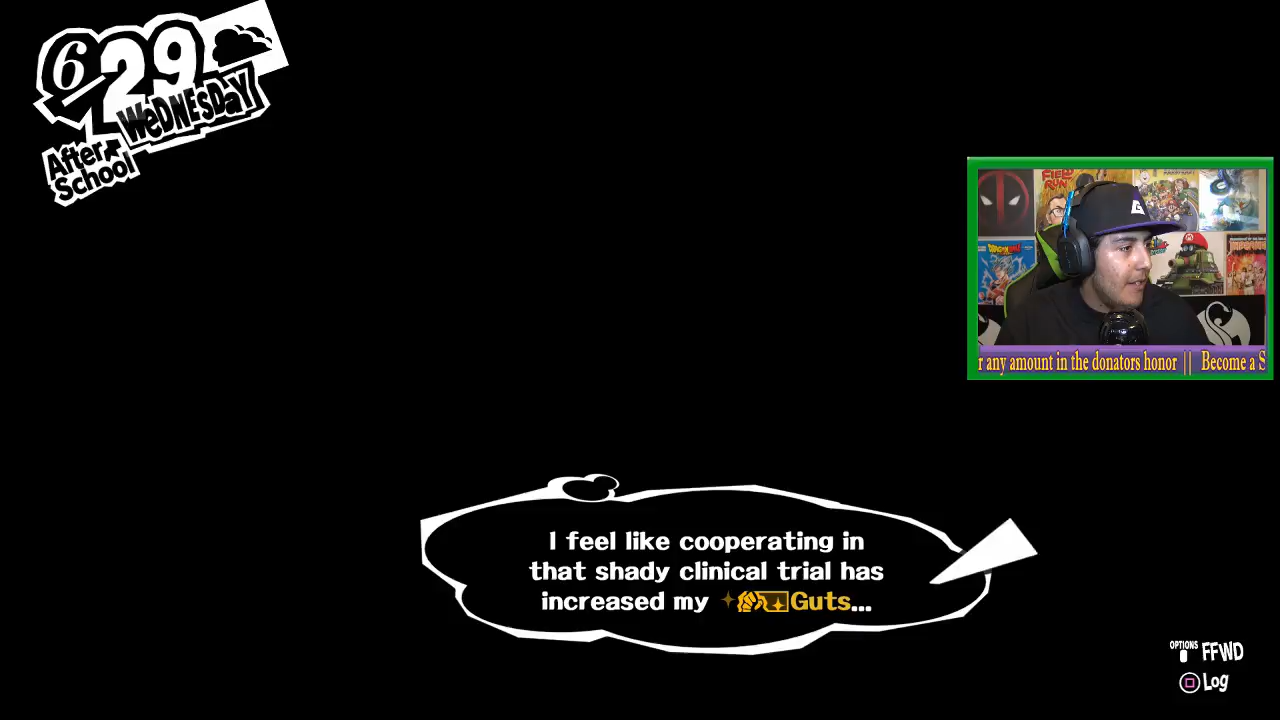 6/29
WeDNESDaY
After
School
r any amount in the donators honor || Become a S
I feel like cooperating in
that shady clinical trial has
increased my Guts...
OPTIONS FFWD
Log